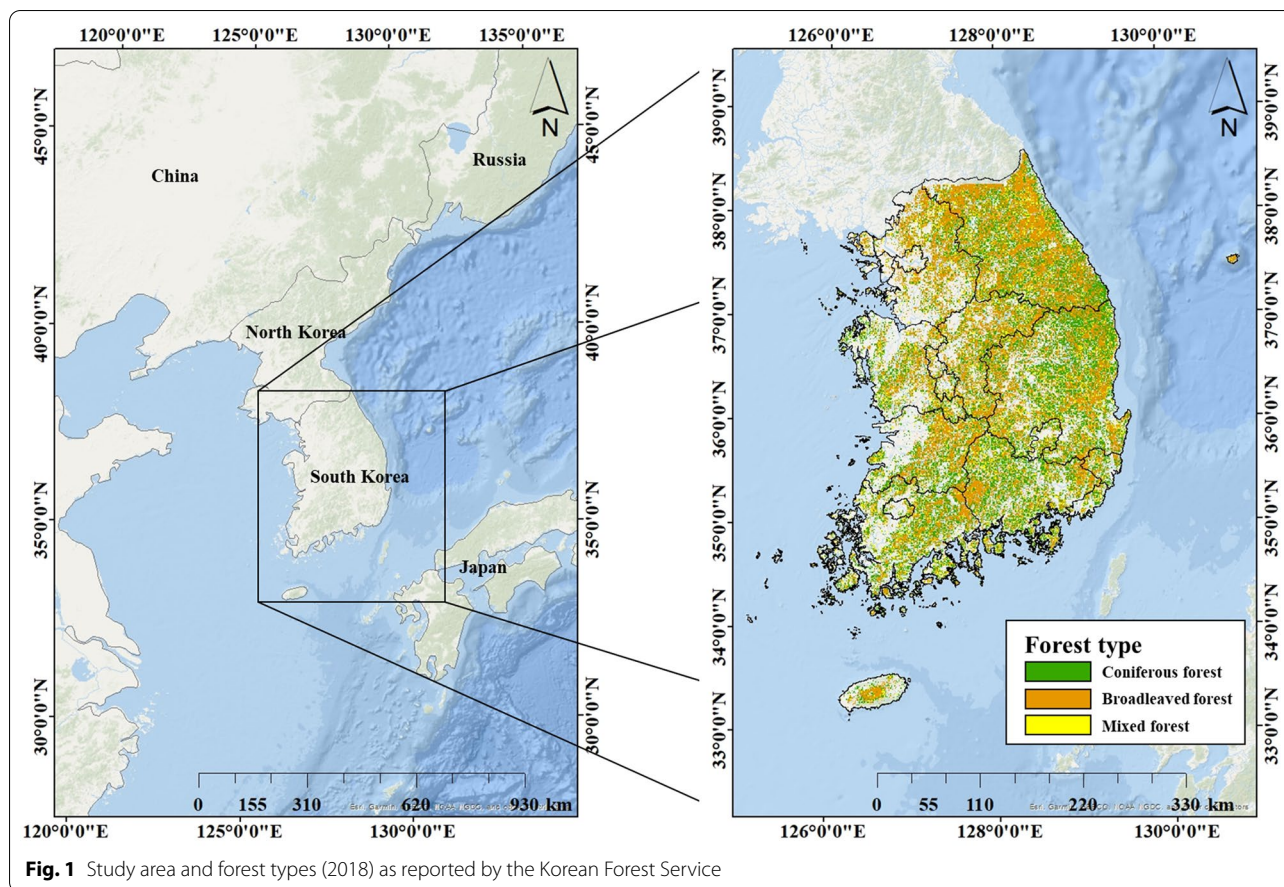 120°0'0"E 125°0'0"E 130°0'0"E 135°0'0"E
45°0'0"N
40°0'0"N
35°0'0"N
30°0'0"N
N
China
Russia
North Korea
South Korea
Japan
45°0'0"N
40°0'0"N
35°0'0"N
30°0'0"N
0 155 310 620 930 km
120°0'0"E 125°0'0"E 130°0'0"E
126°0'0"E 128°0'0"E 130°0'0"E
39°0'0"N
38°0'0"N
37°0'0"N
36°0'0"N
35°0'0"N
34°0'0"N
33°0'0"N
N
39°0'0"N
38°0'0"N
37°0'0"N
36°0'0"N
35°0'0"N
34°0'0"N
33°0'0"N
Forest type
Coniferous forest
Broadleaved forest
Mixed forest
0 55 110 220 330 km
126°0'0"E 128°0'0"E 130°0'0"E
Fig. 1 Study area and forest types (2018) as reported by the Korean Forest Service